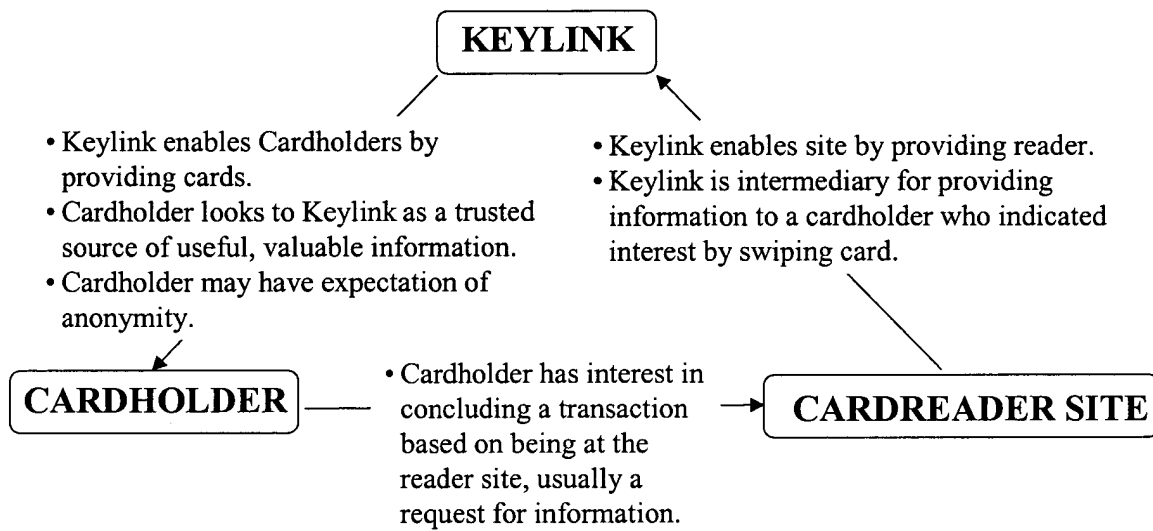 KEYLINK
• Keylink enables Cardholders by
providing cards.
• Cardholder looks to Keylink as a trusted
source of useful, valuable information.
• Cardholder may have expectation of
anonymity.
• Keylink enables site by providing reader.
• Keylink is intermediary for providing
information to a cardholder who indicated
interest by swiping card.
CARDHOLDER
• Cardholder has interest in
concluding a transaction
based on being at the
reader site, usually a
request for information.
CARDREADER SITE